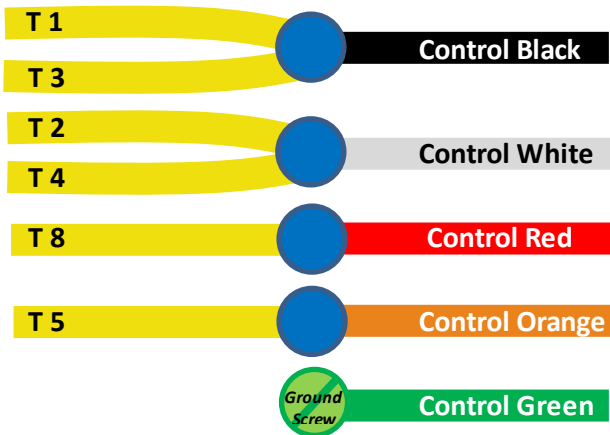 T 1
Control Black
T 3
T 2
Control White
T 4
T 8
Control Red
T 5
Control Orange
Ground
Screw
Control Green